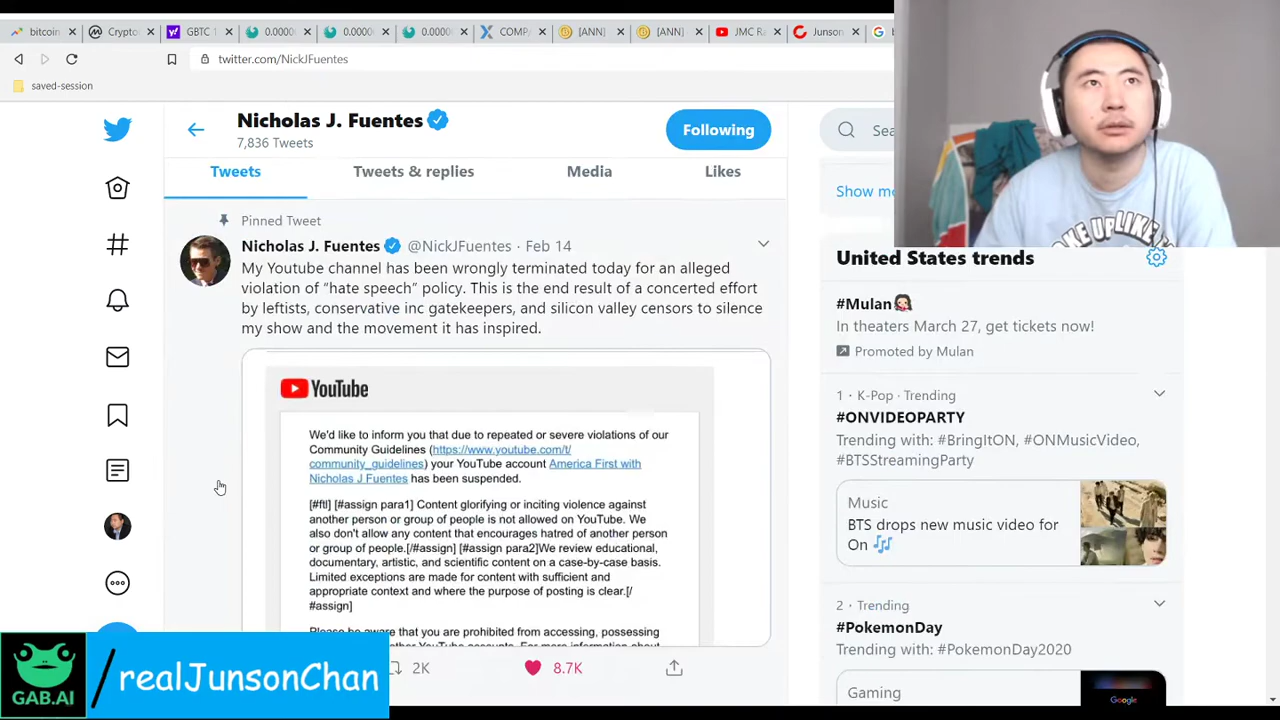 bitcoin
Crypto
GBTC
0.0000
0.0000
0.0000
COMP
[ANN]
[ANN]
JMC Ra
Junson
b
twitter.com/NickJFuentes
saved-session
Nicholas J. Fuentes
7,836 Tweets
Following
Tweets
Tweets & replies
Media
Likes
Pinned Tweet
Nicholas J. Fuentes @NickJFuentes · Feb 14
My Youtube channel has been wrongly terminated today for an alleged
violation of “hate speech” policy. This is the end result of a concerted effort
by leftists, conservative inc gatekeepers, and silicon valley censors to silence
my show and the movement it has inspired.
YouTube
We'd like to inform you that due to repeated or severe violations of our
Community Guidelines (https://www.youtube.com/t/
community_guidelines) your YouTube account America First with
Nicholas J Fuentes has been suspended.
[#ftl] [#assign para1] Content glorifying or inciting violence against
another person or group of people is not allowed on YouTube. We
also don't allow any content that encourages hatred of another person
or group of people.[/#assign] [#assign para2]We review educational,
documentary, artistic, and scientific content on a case-by-case basis.
Limited exceptions are made for content with sufficient and
appropriate context and where the purpose of posting is clear.[/
#assign]
Please be aware that you are prohibited from accessing, possessing
2K
8.7K
Sea
Show mo
United States trends
#Mulan
In theaters March 27, get tickets now!
Promoted by Mulan
1 · K-Pop · Trending
#ONVIDEOPARTY
Trending with: #BringItON, #ONMusicVideo,
#BTSStreamingParty
Music
BTS drops new music video for
On 🎶
2 · Trending
#PokemonDay
Trending with: #PokemonDay2020
Gaming
Google
GAB.AI
/realJunsonChan